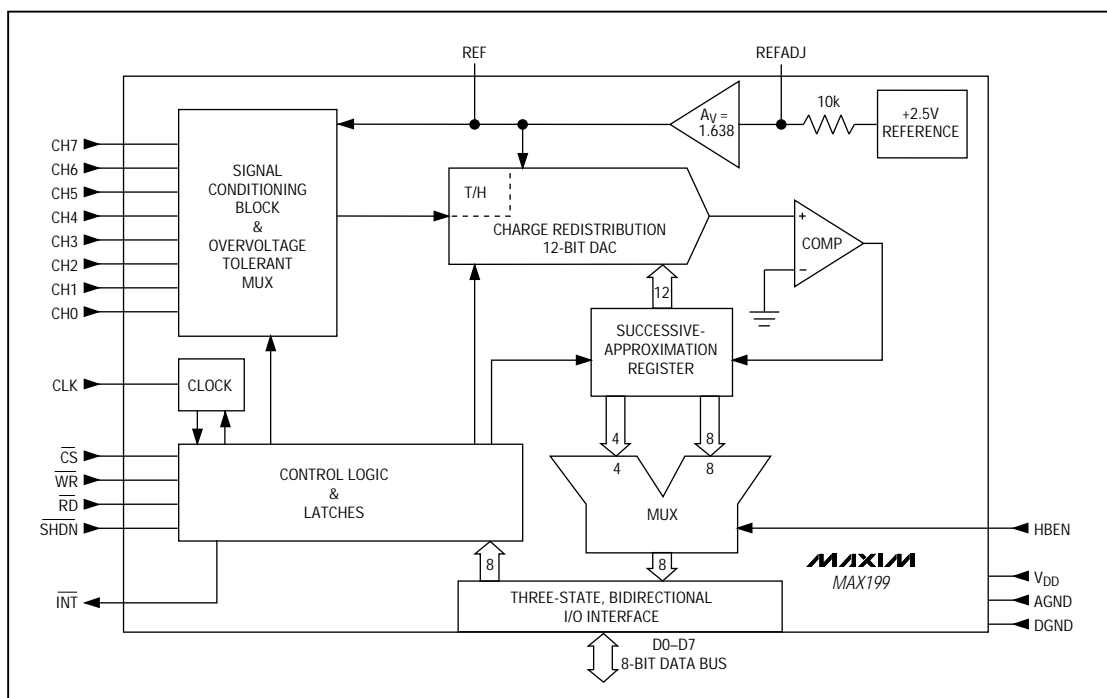 REF
REFADJ
10k
+2.5V
REFERENCE
AV =
1.638
CH7
CH6
CH5
CH4
CH3
CH2
CH1
CH0
SIGNAL
CONDITIONING
BLOCK
&
OVERVOLTAGE
TOLERANT
MUX
T/H
CHARGE REDISTRIBUTION
12-BIT DAC
+
COMP
−
12
SUCCESSIVE-
APPROXIMATION
REGISTER
CLK
CLOCK
4
8
4
8
MUX
CS
WR
RD
SHDN
CONTROL LOGIC
&
LATCHES
HBEN
8
8
MAXIM
MAX199
VDD
AGND
DGND
INT
THREE-STATE, BIDIRECTIONAL
I/O INTERFACE
D0–D7
8-BIT DATA BUS